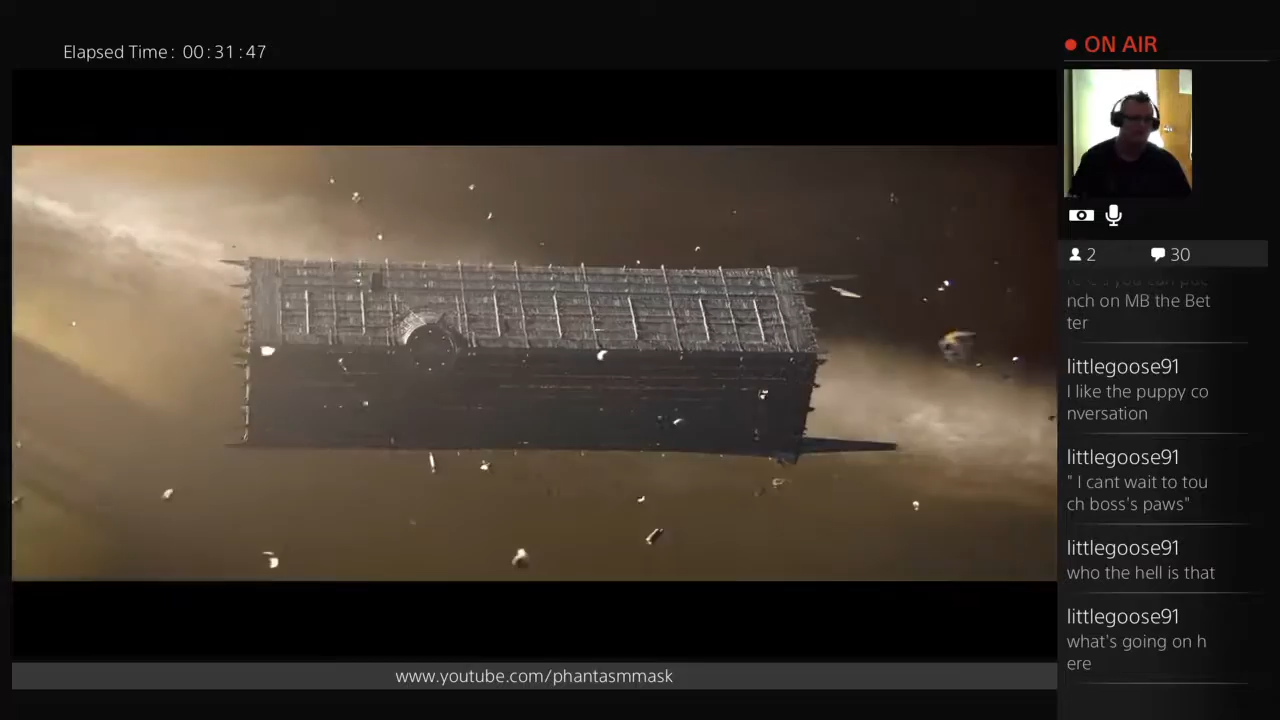 Elapsed Time: 00:31:47
ON AIR
2
30
nch on MB the Bet
ter
littlegoose91
I like the puppy co
nversation
littlegoose91
" I cant wait to tou
ch boss's paws"
littlegoose91
who the hell is that
littlegoose91
what's going on h
ere
www.youtube.com/phantasmmask